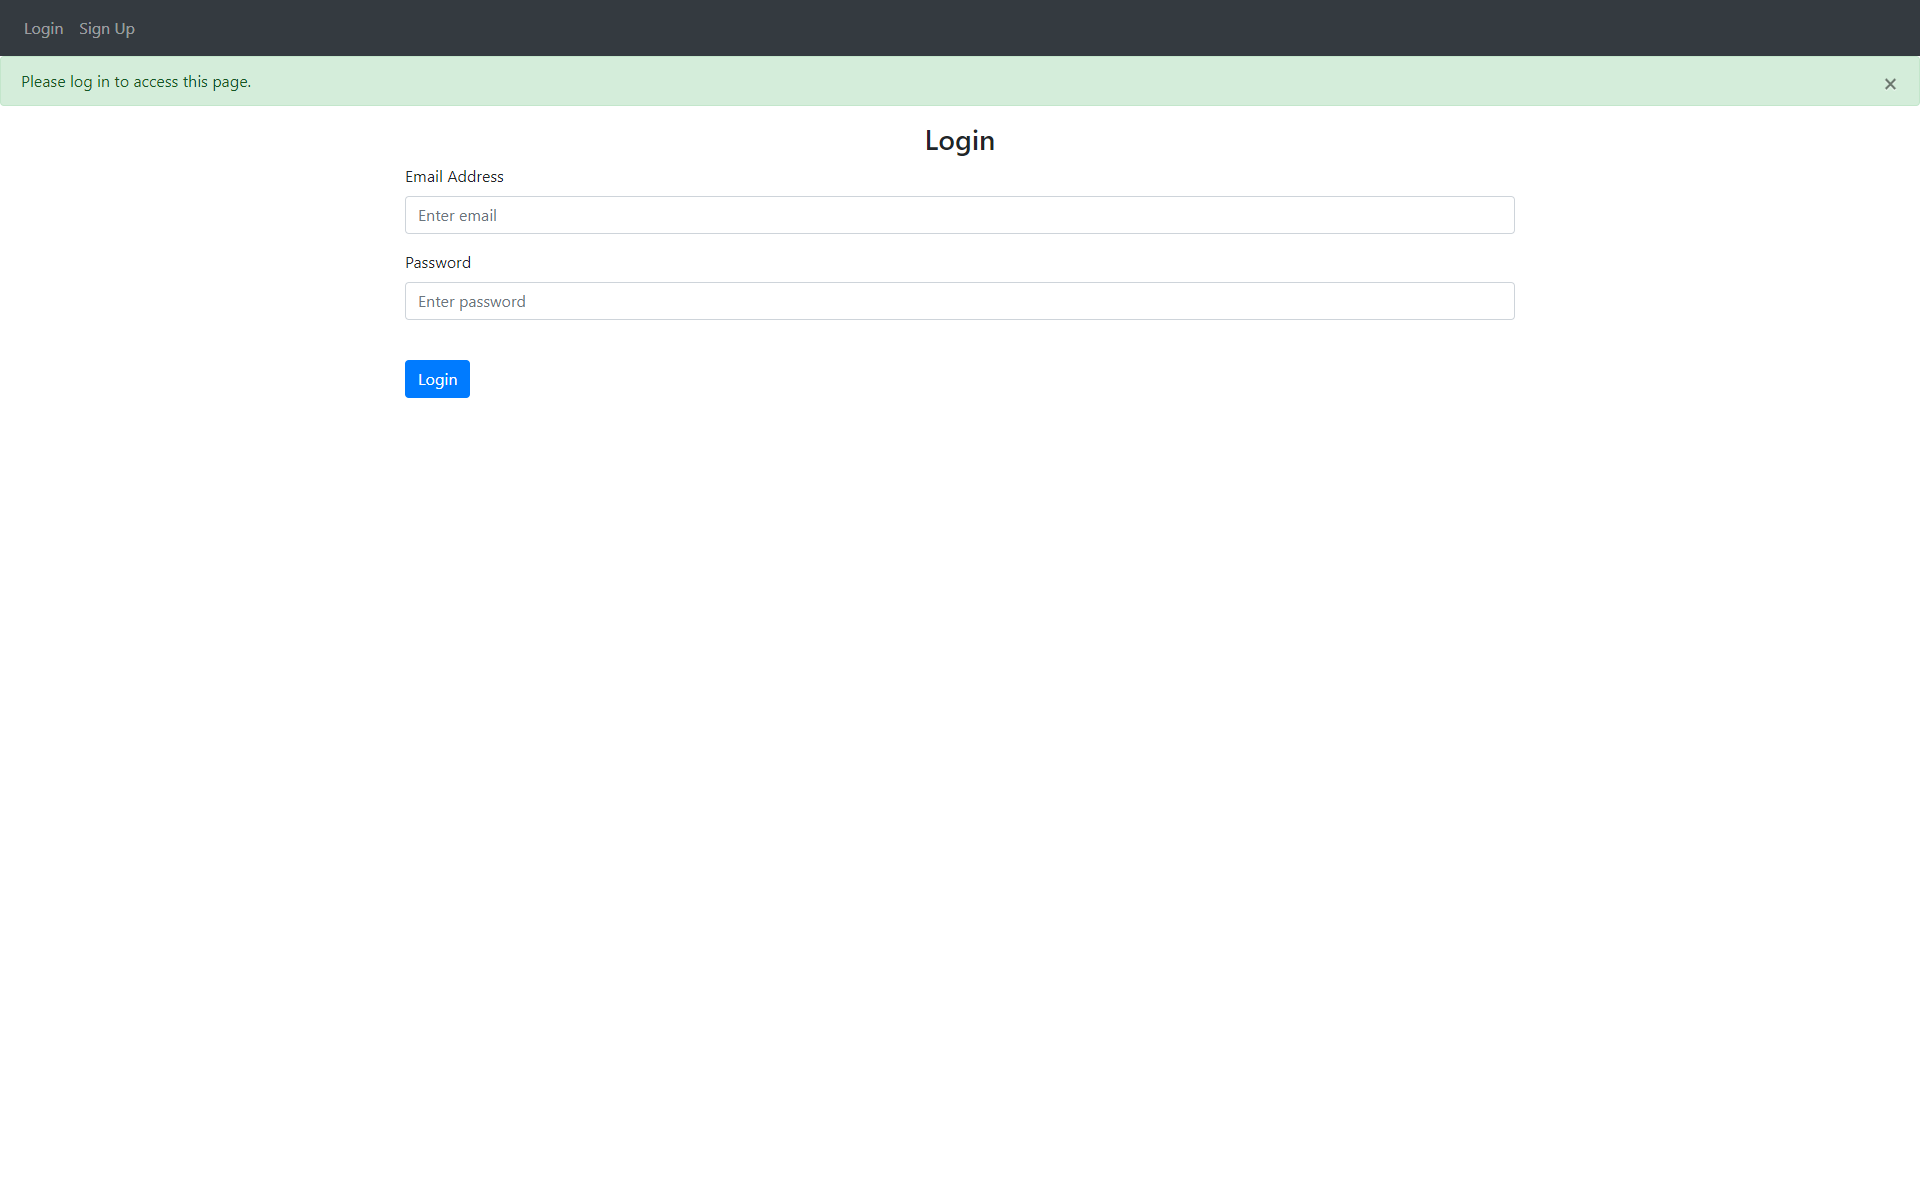 Login Sign Up
Please log in to access this page. ×
Login
Email Address
Enter email
Password
Enter password
Login